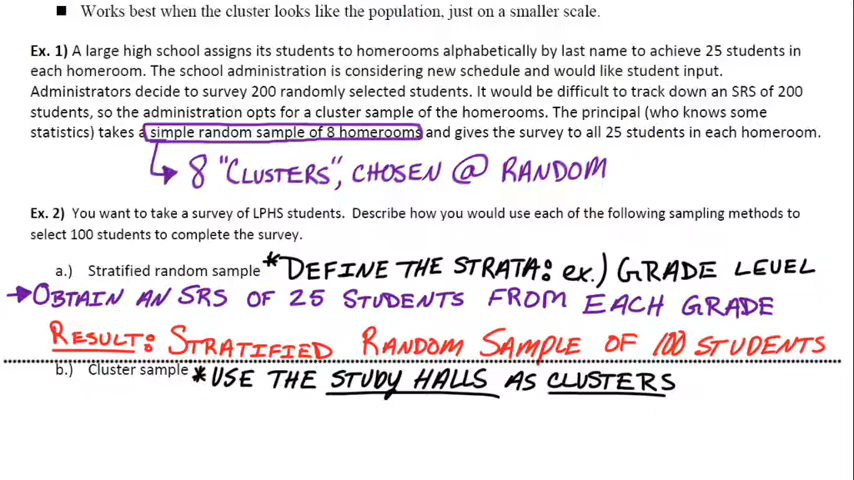 ■ Works best when the cluster looks like the population, just on a smaller scale.
Ex. 1) A large high school assigns its students to homerooms alphabetically by last name to achieve 25 students in
each homeroom. The school administration is considering new schedule and would like student input.
Administrators decide to survey 200 randomly selected students. It would be difficult to track down an SRS of 200
students, so the administration opts for a cluster sample of the homerooms. The principal (who knows some
statistics) takes a simple random sample of 8 homerooms and gives the survey to all 25 students in each homeroom.
8 "CLUSTERS", CHOSEN @ RANDOM
Ex. 2) You want to take a survey of LPHS students. Describe how you would use each of the following sampling methods to
select 100 students to complete the survey.
a.) Stratified random sample *DEFINE THE STRATA: ex.) GRADE LEVEL
→OBTAIN AN SRS OF 25 STUDENTS FROM EACH GRADE
RESULT: STRATIFIED RANDOM SAMPLE OF 100 STUDENTS
b.) Cluster sample *USE THE STUDY HALLS AS CLUSTERS